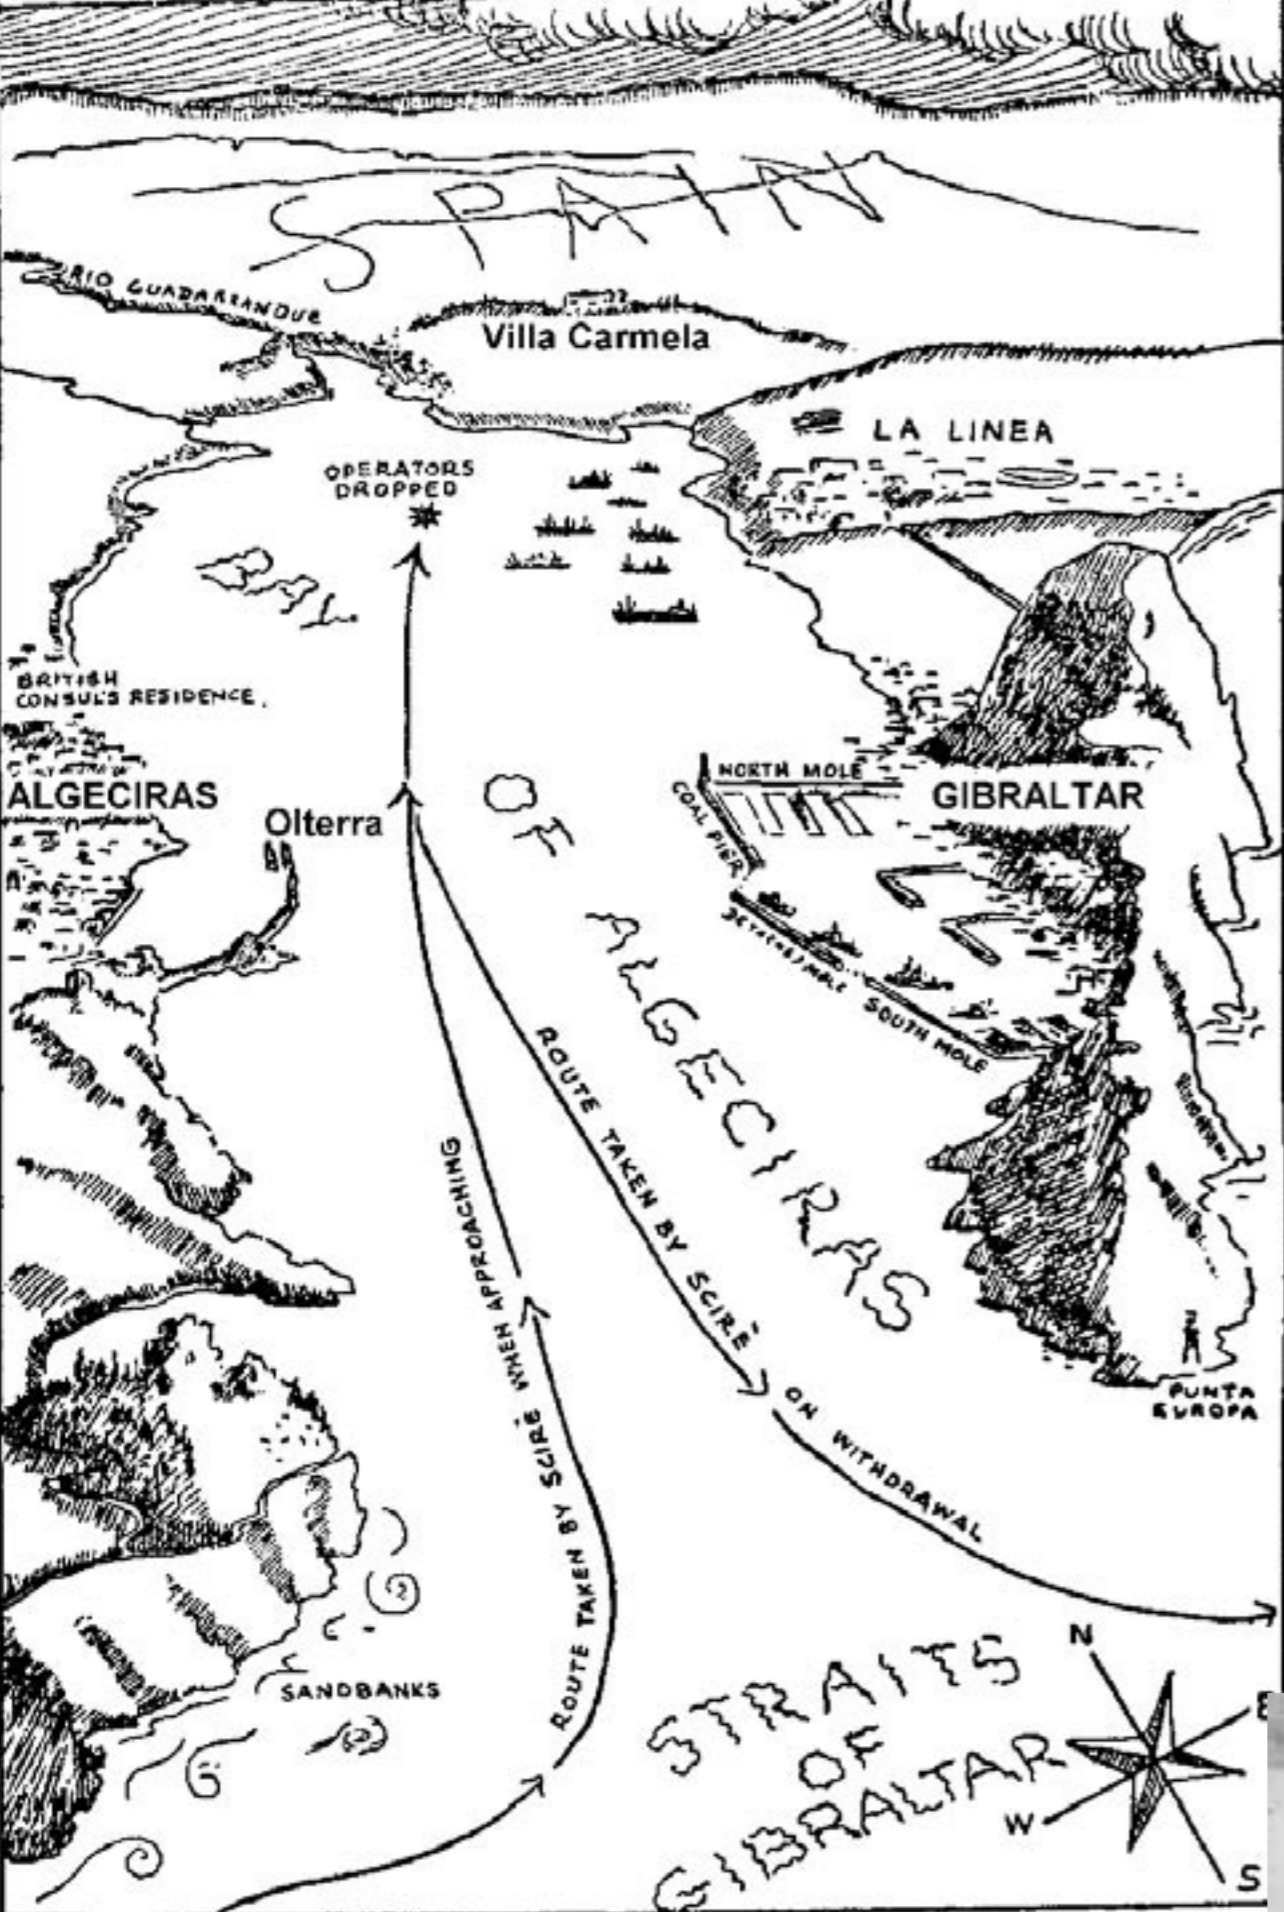 SPAIN
RIO GUADARRANQUE
Villa Carmela
LA LINEA
OPERATORS
DROPPED
BAY
BRITISH
CONSUL'S RESIDENCE.
ALGECIRAS
Olterra
OF
NORTH MOLE
COAL PIER
GIBRALTAR
ALGECIRAS
DETACHED MOLE
SOUTH MOLE
ROUTE TAKEN BY SCIRÈ
ON WITHDRAWAL
ROUTE TAKEN BY SCIRÈ WHEN APPROACHING
PUNTA
EUROPA
SANDBANKS
STRAITS
OF
GIBRALTAR
N
E
W
S